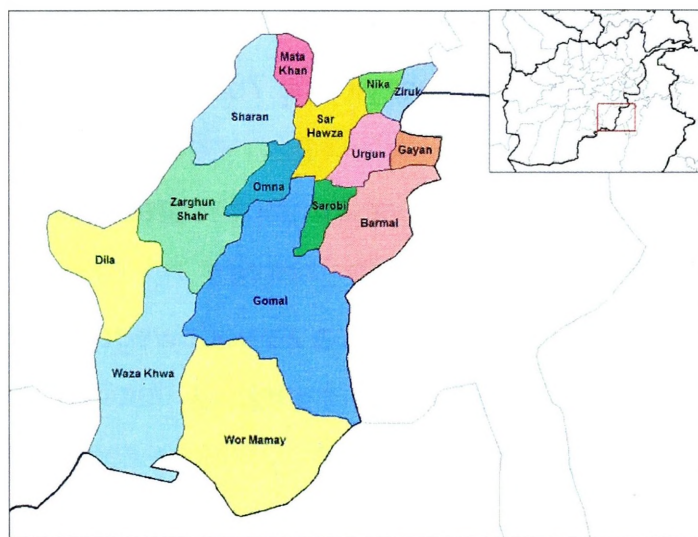 Mata
Khan
Sharan
Nika
Ziruk
Sar
Hawza
Urgun
Gayan
Omna
Zarghun
Shahr
Sarobi
Barmal
Dila
Gomal
Waza Khwa
Wor Mamay